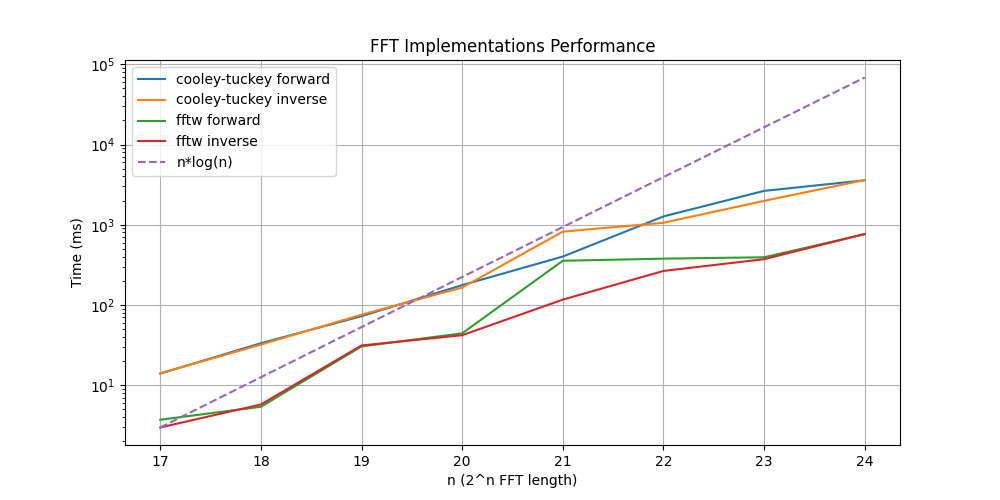 FFT Implementations Performance
cooley-tuckey forward
cooley-tuckey inverse
fftw forward
fftw inverse
n*log(n)
Time (ms)
10^5
10^4
10^3
10^2
10^1
17 18 19 20 21 22 23 24
n (2^n FFT length)